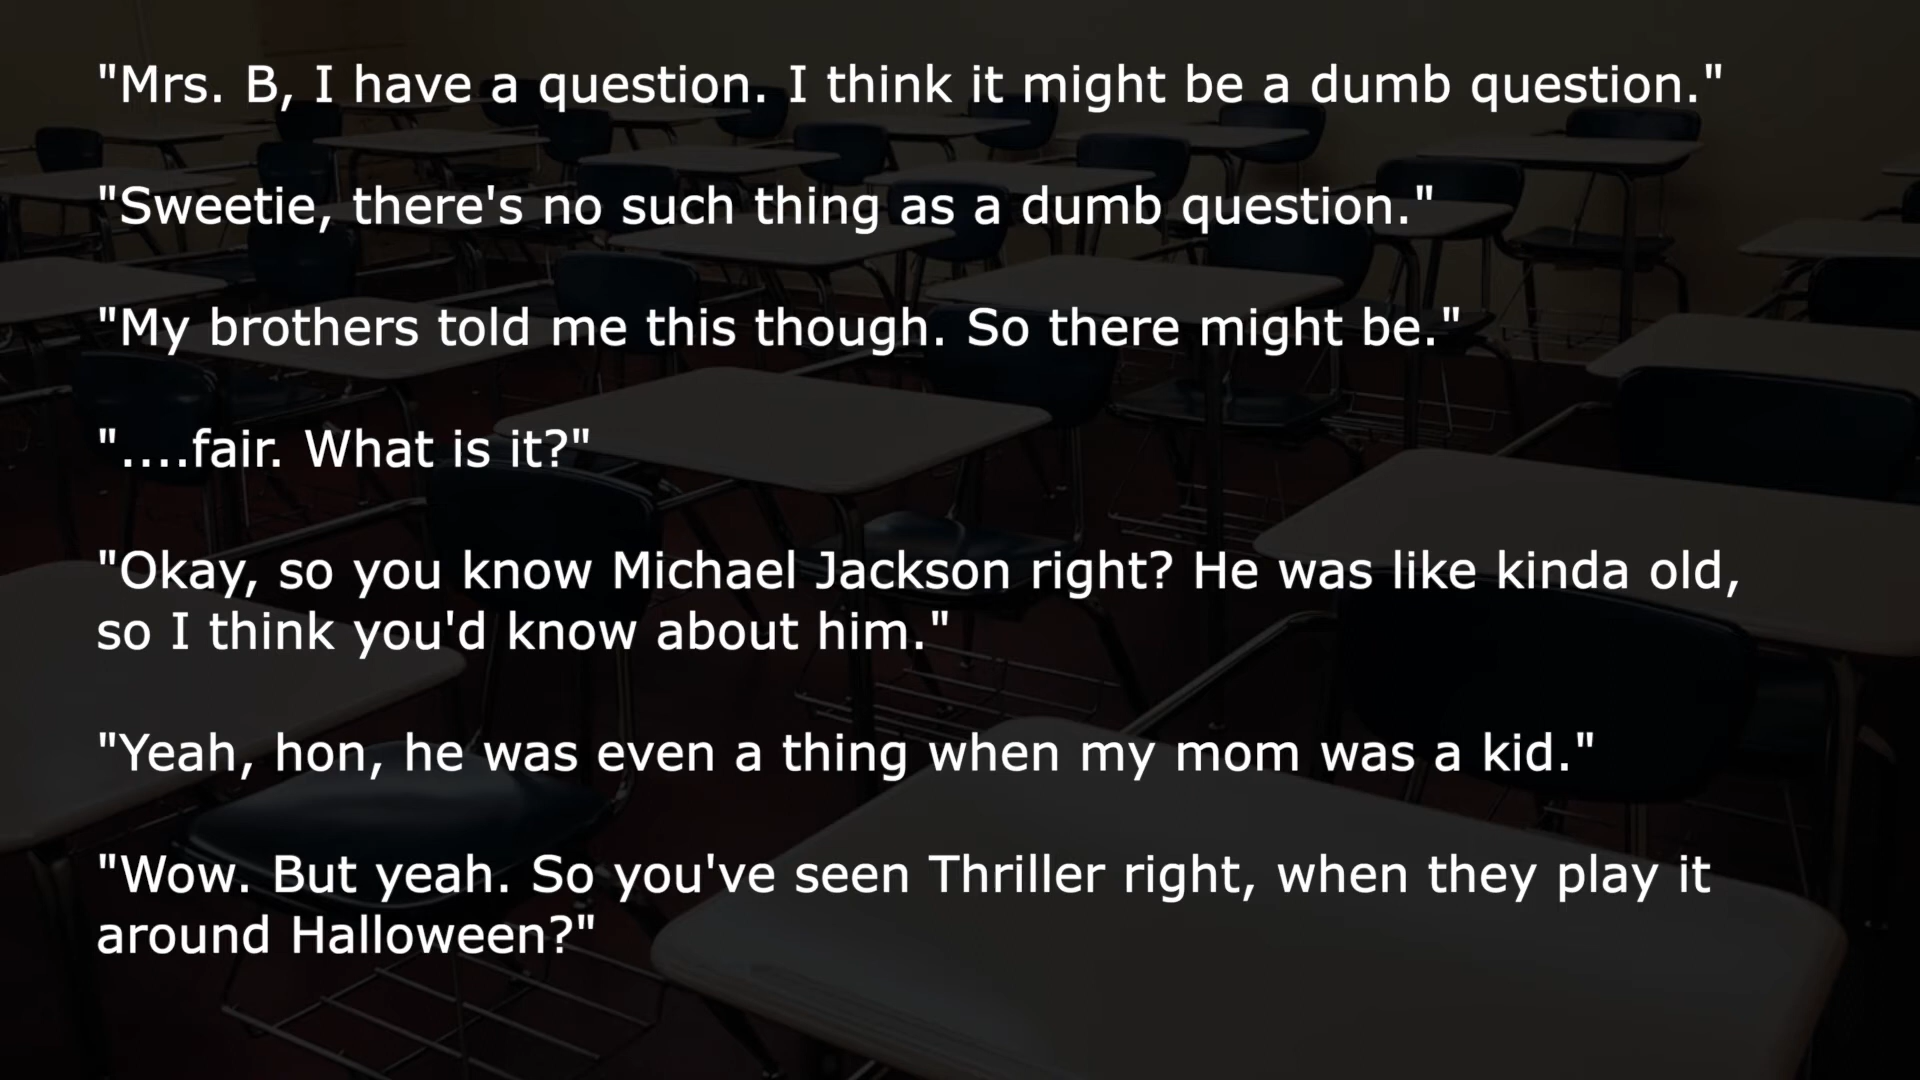 "Mrs. B, I have a question. I think it might be a dumb question."
"Sweetie, there's no such thing as a dumb question."
"My brothers told me this though. So there might be."
"....fair. What is it?"
"Okay, so you know Michael Jackson right? He was like kinda old,
so I think you'd know about him."
"Yeah, hon, he was even a thing when my mom was a kid."
"Wow. But yeah. So you've seen Thriller right, when they play it
around Halloween?"